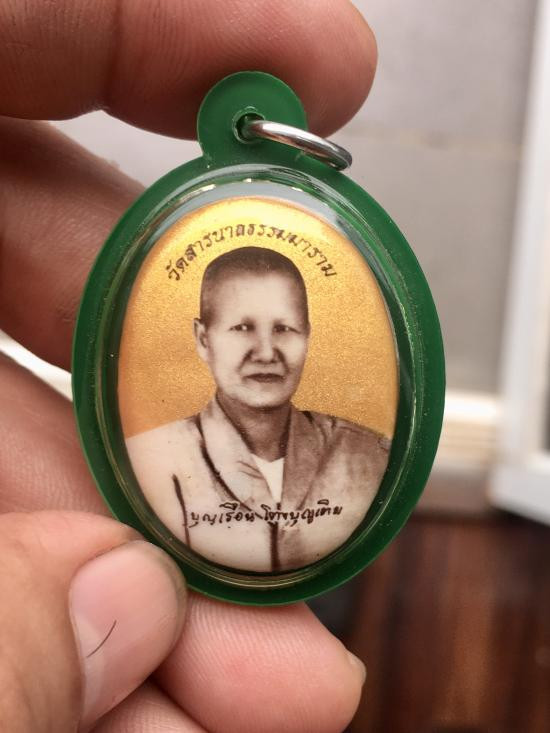 วัดสารนาถธรรมมาราม
บุญเรือน โต่งบุญเติม